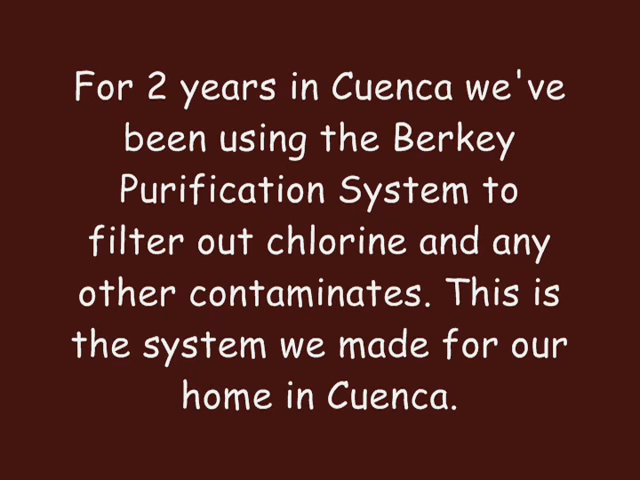 For 2 years in Cuenca we've
been using the Berkey
Purification System to
filter out chlorine and any
other contaminates. This is
the system we made for our
home in Cuenca.